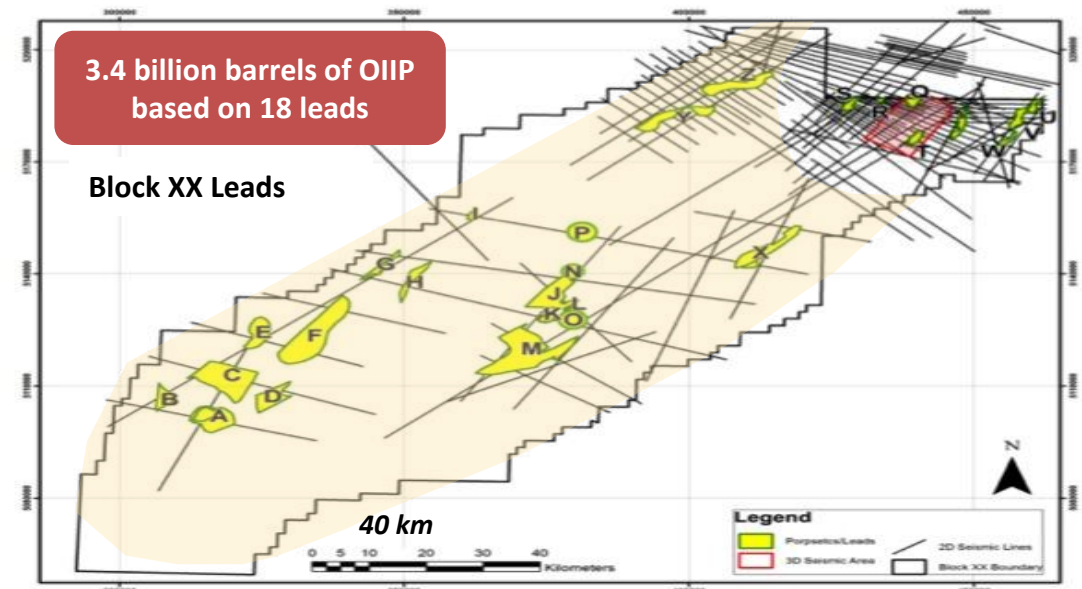 3.4 billion barrels of OIIP
based on 18 leads
Block XX Leads
Z
Y
S
R
Q
T
U
V
W
I
P
X
G
H
N
J
L
K
O
M
E
F
C
B
D
A
N
40 km
0 5 10 20 30 40
Kilometers
Legend
Porpsetcs/Leads
3D Seismic Area
2D Seismic Lines
Block XX Boundary